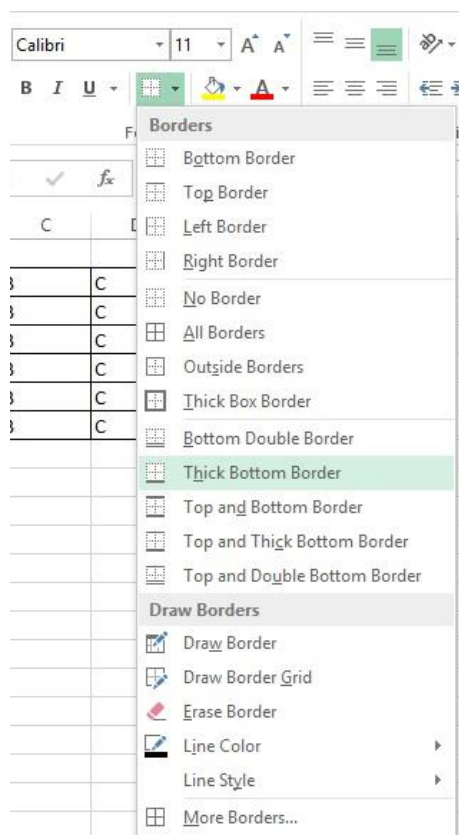 Calibri 11 A A
B I U A
Borders
fx Bottom Border
Top Border
C Left Border
Right Border
C No Border
C All Borders
C Outside Borders
C Thick Box Border
C Bottom Double Border
C Thick Bottom Border
Top and Bottom Border
Top and Thick Bottom Border
Top and Double Bottom Border
Draw Borders
Draw Border
Draw Border Grid
Erase Border
Line Color
Line Style
More Borders...